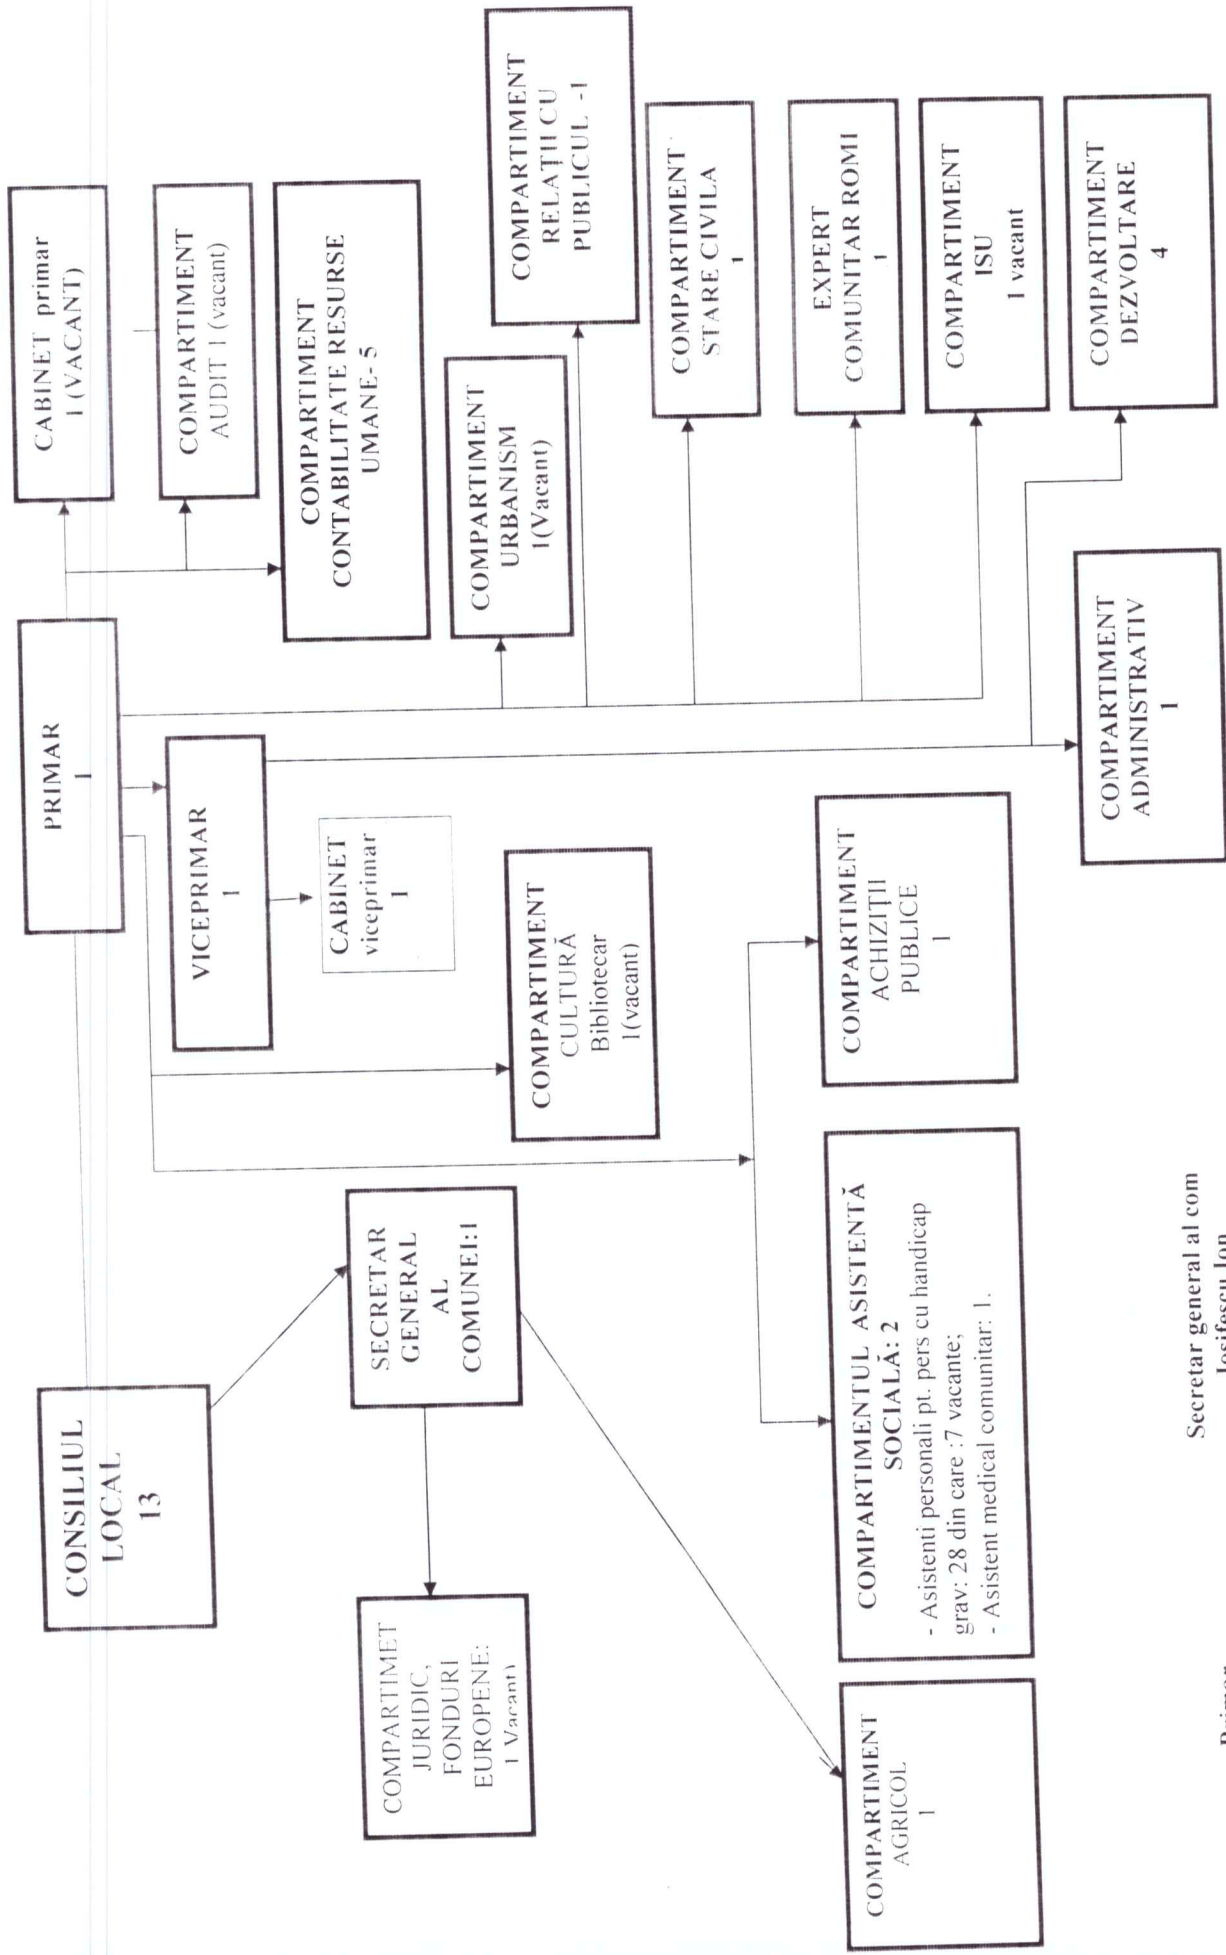 CONSILIUL
LOCAL
13
PRIMAR
1
CABINET primar
1 (VACANT)
VICEPRIMAR
1
COMPARTIMENT
AUDIT 1 (vacant)
COMPARTIMENT
CONTABILITATE RESURSE
UMANE- 5
CABINET
viceprimar
1
SECRETAR
GENERAL
AL
COMUNEI:1
COMPARTIMET
JURIDIC,
FONDURI
EUROPENE:
1 Vacant)
COMPARTIMENT
URBANISM
1(Vacant)
COMPARTIMENT
RELAŢII CU
PUBLICUL -1
COMPARTIMENT
CULTURĂ
Bibliotecar
1(vacant)
COMPARTIMENT
STARE CIVILA
1
EXPERT
COMUNITAR ROMI
1
COMPARTIMENT
AGRICOL
1
COMPARTIMENTUL ASISTENTĂ
SOCIALĂ: 2
- Asistenti personali pt. pers cu handicap
grav: 28 din care :7 vacante;
- Asistent medical comunitar: 1.
COMPARTIMENT
ACHIZIŢII
PUBLICE
1
COMPARTIMENT
ISU
1 vacant
COMPARTIMENT
ADMINISTRATIV
1
COMPARTIMENT
DEZVOLTARE
4
Primar
Secretar general al com
Iosifescu Ion